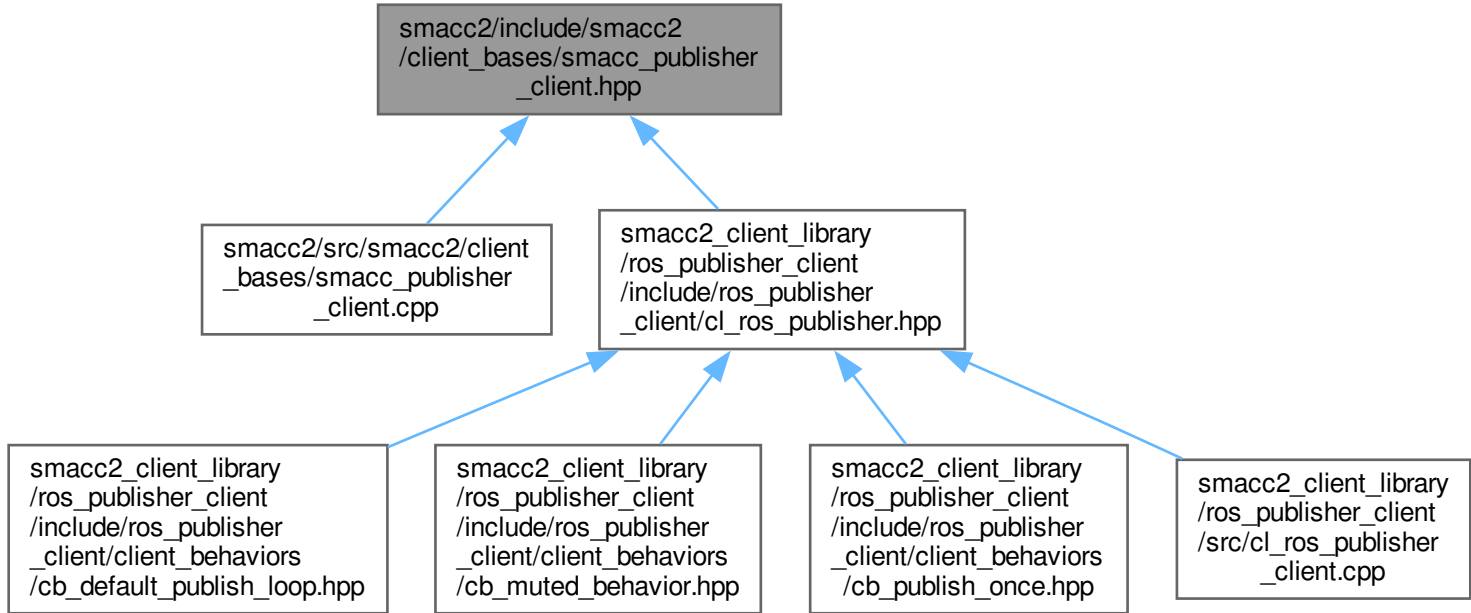 smacc2/include/smacc2
/client_bases/smacc_publisher
_client.hpp
smacc2/src/smacc2/client
_bases/smacc_publisher
_client.cpp
smacc2_client_library
/ros_publisher_client
/include/ros_publisher
_client/cl_ros_publisher.hpp
smacc2_client_library
/ros_publisher_client
/include/ros_publisher
_client/client_behaviors
/cb_default_publish_loop.hpp
smacc2_client_library
/ros_publisher_client
/include/ros_publisher
_client/client_behaviors
/cb_muted_behavior.hpp
smacc2_client_library
/ros_publisher_client
/include/ros_publisher
_client/client_behaviors
/cb_publish_once.hpp
smacc2_client_library
/ros_publisher_client
/src/cl_ros_publisher
_client.cpp